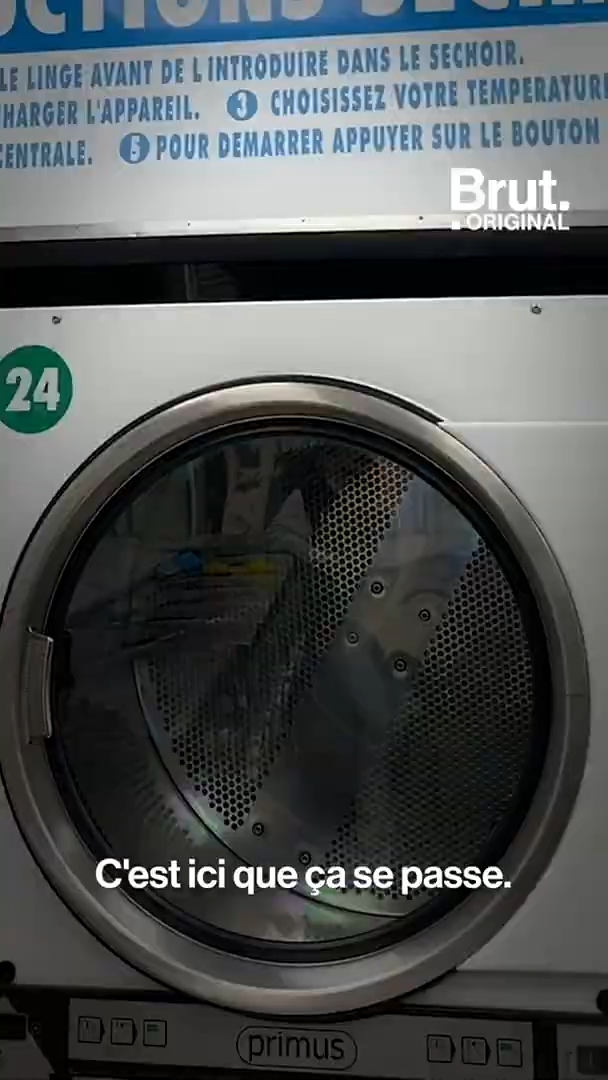 LE LINGE AVANT DE L INTRODUIRE DANS LE SECHOIR.
HARGER L'APPAREIL. 3 CHOISISSEZ VOTRE TEMPERATUR
CENTRALE. 5 POUR DEMARRER APPUYER SUR LE BOUTON
Brut.
ORIGINAL
24
C'est ici que ça se passe.
primus